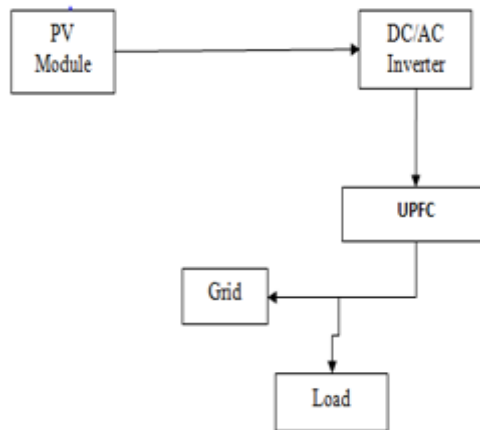 PV
Module
DC/AC
Inverter
UPFC
Grid
Load